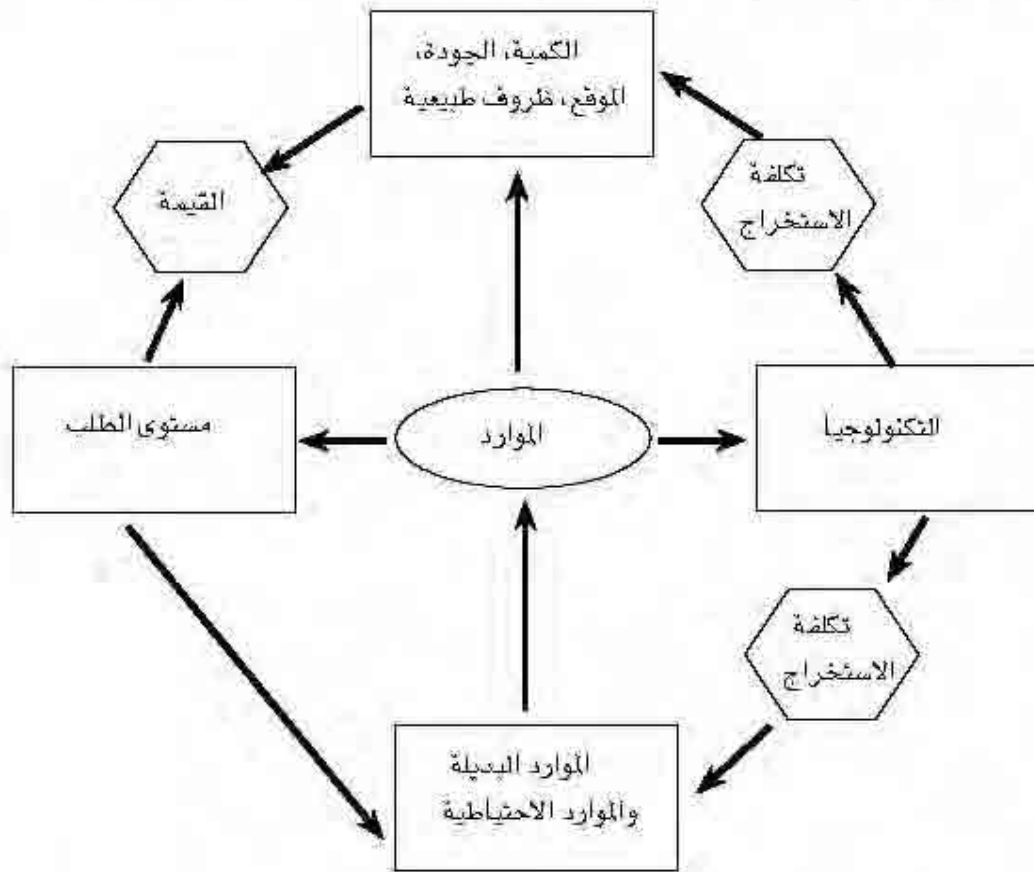 الكمية، الجودة،
الموقع، ظروف طبيعية
تكلفة
الاستخراج
القيمة
التكنولوجيا
الموارد
مستوى الطلب
تكلفة
الاستخراج
الموارد البديلة
والموارد الاحتياطية